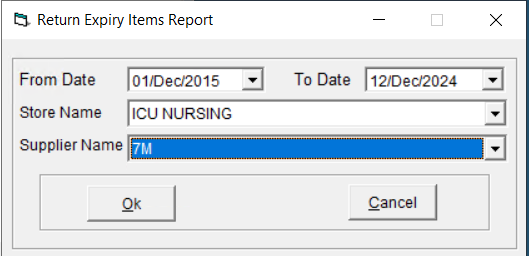 Return Expiry Items Report
From Date 01/Dec/2015 To Date 12/Dec/2024
Store Name ICU NURSING
Supplier Name 7M
Ok Cancel